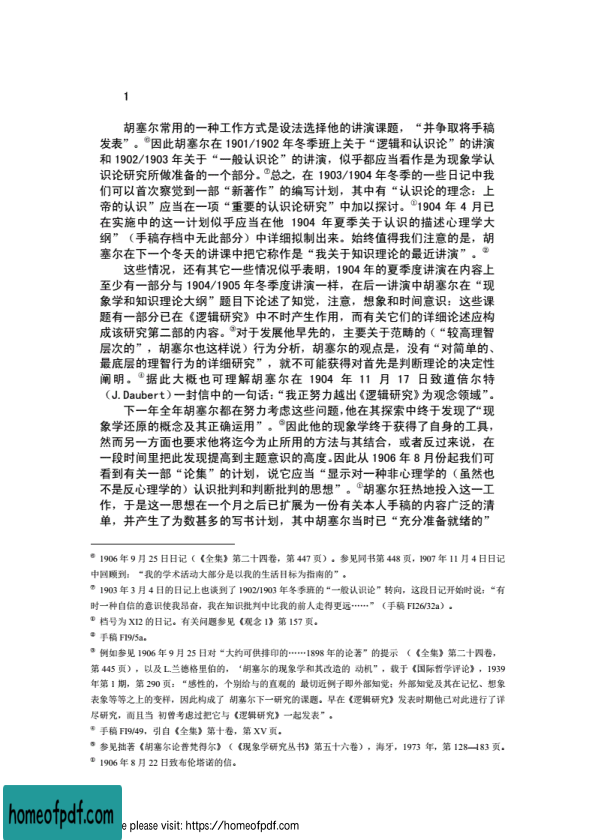 1
胡塞尔常用的一种工作方式是设法选择他的讲演课题，“并争取将手稿
发表”。⑥因此胡塞尔在 1901/1902 年冬季班上关于“逻辑和认识论”的讲演
和 1902/1903 年关于“一般认识论”的讲演，似乎都应当看作是为现象学认
识论研究所做准备的一个部分。⑦总之，在 1903/1904 年冬季的一些日记中我
们可以首次察觉到一部“新著作”的编写计划，其中有“认识论的理念：上
帝的认识”应当在一项“重要的认识论研究”中加以探讨。①1904 年 4 月已
在实施中的这一计划似乎应当在他 1904 年夏季关于认识的描述心理学大
纲”（手稿存档中无此部分）中详细拟制出来。始终值得我们注意的是，胡
塞尔在下一个冬天的讲课中把它称作是“我关于知识理论的最近讲演”。②
这些情况，还有其它一些情况似乎表明，1904 年的夏季度讲演在内容上
至少有一部分与 1904/1905 年冬季度讲演一样，在后一讲演中胡塞尔在“现
象学和知识理论大纲”题目下论述了知觉，注意，想象和时间意识：这些课
题有一部分已在《逻辑研究》中不时产生作用，而有关它们的详细论述应构
成该研究第二部的内容。③对于发展他早先的，主要关于范畴的（“较高理智
层次的”，胡塞尔也这样说）行为分析，胡塞尔的观点是，没有“对简单的、
最底层的理智行为的详细研究”，就不可能获得对首先是判断理论的决定性
阐明。④据此大概也可理解胡塞尔在 1904 年 11 月 17 日致道倍尔特
（J.Daubert）一封信中的一句话：“我正努力越出《逻辑研究》为观念领域”。
下一年全年胡塞尔都在努力考虑这些问题，他在其探索中终于发现了“现
象学还原的概念及其正确运用”。⑤因此他的现象学终于获得了自身的工具，
然而另一方面也要求他将迄今为止所用的方法与其结合，或者反过来说，在
一段时间里把此发现提高到主题意识的高度。因此从 1906 年 8 月份起我们可
看到有关一部“论集”的计划，说它应当“显示对一种非心理学的（虽然也
不是反心理学的）认识批判和判断批判的思想”。①胡塞尔狂热地投入这一工
作，于是这一思想在一个月之后已扩展为一份有关本人手稿的内容广泛的清
单，并产生了为数甚多的写书计划，其中胡塞尔当时已“充分准备就绪的”
⑥ 1906 年 9 月 25 日日记（《全集》第二十四卷，第 447 页）。参见同书第 448 页，1907 年 11 月 4 日日记
中回顾到：“我的学术活动大部分是以我的生活目标为指南的”。
⑦ 1903 年 3 月 4 日的日记上也谈到了 1902/1903 年冬季班的“一般认识论”转向，这段日记开始时说：“有
时一种自信的意识使我昂奋，我在知识批判中比我的前人走得更远……”（手稿 FI26/32a）。
① 档号为 XI2 的日记。有关问题参见《观念 1》第 157 页。
② 手稿 FI9/5a。
③ 例如参见 1906 年 9 月 25 日对“大约可供排印的……1898 年的论著”的提示 （《全集》第二十四卷，
第 445 页），以及 L.兰德格里伯的，‘胡塞尔的现象学和其改造的 动机”，载于《国际哲学评论》，1939
年第 1 期，第 290 页：“感性的，个别给与的直观的 最切近例子即外部知觉；外部知觉及其在记忆、想象
表象等等之上的变样，因此构成了 胡塞尔下一研究的课题。早在《逻辑研究》发表时期他已对此进行了详
尽研究，而且当 初曾考虑过把它与《逻辑研究》一起发表”。
④ 手稿 FI9/49，引自《全集》第十卷，第 XV 页。
⑤ 参见拙著《胡塞尔论普梵得尔》（《现象学研究丛书》第五十六卷），海牙，1973 年，第 128—183 页。
① 1906 年 8 月 22 日致布伦塔诺的信。
homeofpdf.com
e please visit: https://homeofpdf.com